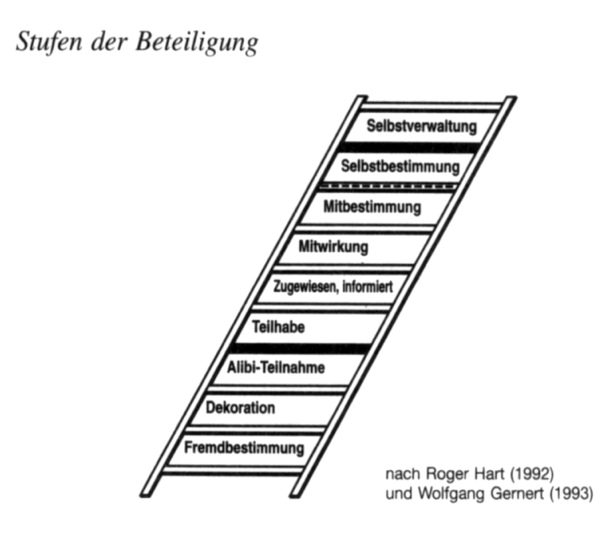 Stufen der Beteiligung
Selbstverwaltung
Selbstbestimmung
Mitbestimmung
Mitwirkung
Zugewiesen, informiert
Teilhabe
Alibi-Teilnahme
Dekoration
Fremdbestimmung
nach Roger Hart (1992)
und Wolfgang Gernert (1993)